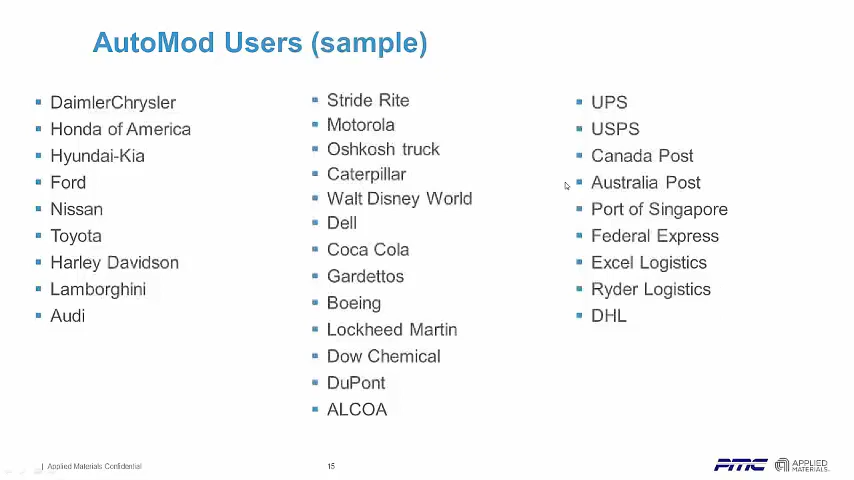 AutoMod Users (sample)
DaimlerChrysler
Honda of America
Hyundai-Kia
Ford
Nissan
Toyota
Harley Davidson
Lamborghini
Audi
Stride Rite
Motorola
Oshkosh truck
Caterpillar
Walt Disney World
Dell
Coca Cola
Gardettos
Boeing
Lockheed Martin
Dow Chemical
DuPont
ALCOA
UPS
USPS
Canada Post
Australia Post
Port of Singapore
Federal Express
Excel Logistics
Ryder Logistics
DHL
| Applied Materials Confidential
15
PMC
APPLIED
MATERIALS